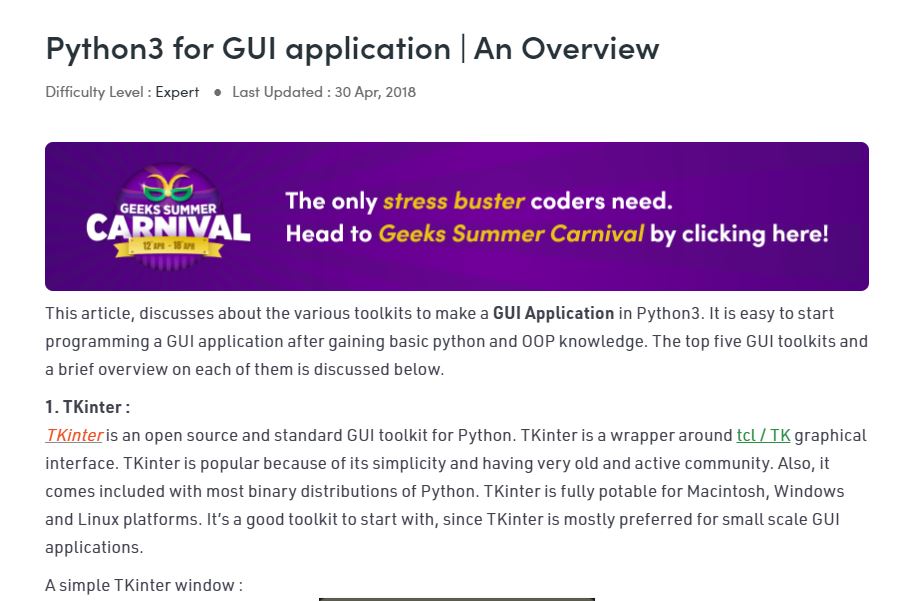 Python3 for GUI application | An Overview
Difficulty Level : Expert ● Last Updated : 30 Apr, 2018
GEEKS SUMMER
CARNIVAL
12 APR - 18 APR
The only stress buster coders need.
Head to Geeks Summer Carnival by clicking here!
This article, discusses about the various toolkits to make a GUI Application in Python3. It is easy to start
programming a GUI application after gaining basic python and OOP knowledge. The top five GUI toolkits and
a brief overview on each of them is discussed below.
1. TKinter :
TKinter is an open source and standard GUI toolkit for Python. TKinter is a wrapper around tcl / TK graphical
interface. TKinter is popular because of its simplicity and having very old and active community. Also, it
comes included with most binary distributions of Python. TKinter is fully potable for Macintosh, Windows
and Linux platforms. It’s a good toolkit to start with, since TKinter is mostly preferred for small scale GUI
applications.
A simple TKinter window :